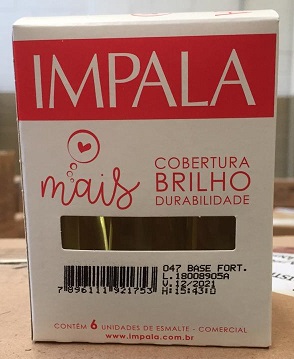 IMPALA
mais
COBERTURA
BRILHO
DURABILIDADE
047 BASE FORT.
L.18008905A
V.12/2021
H:15:43:0
7 896111 921753
CONTÉM 6 UNIDADES DE ESMALTE - COMERCIAL
www.impala.com.br